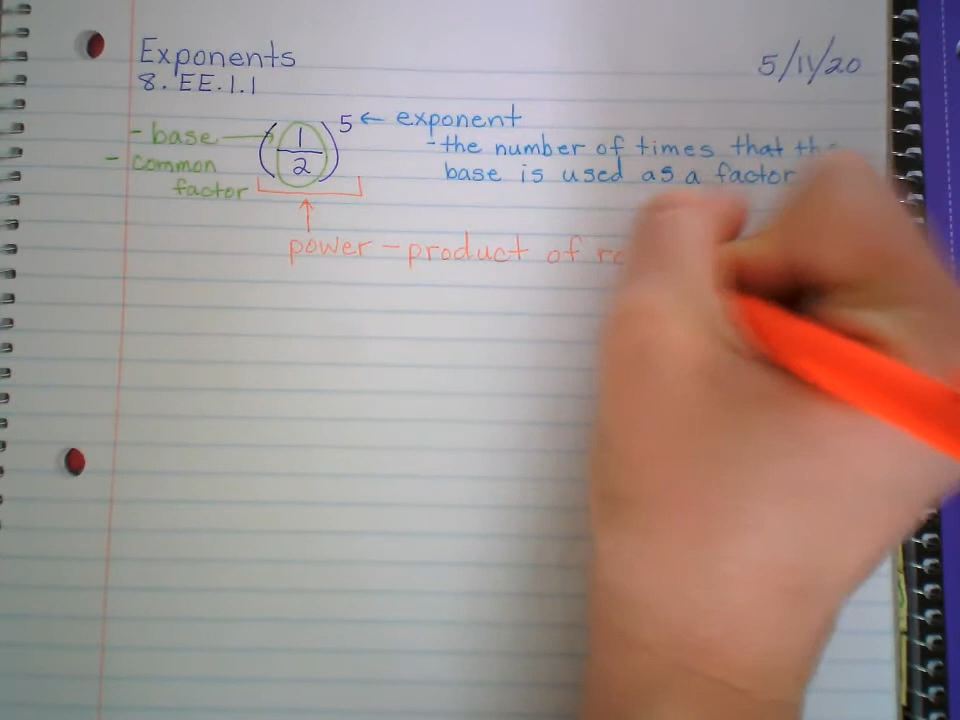 Exponents
5/11/20
8.EE.1.1
- base
(1/2)
5 ← exponent
- common
factor
- the number of times that
base is used as a factor
power - product of